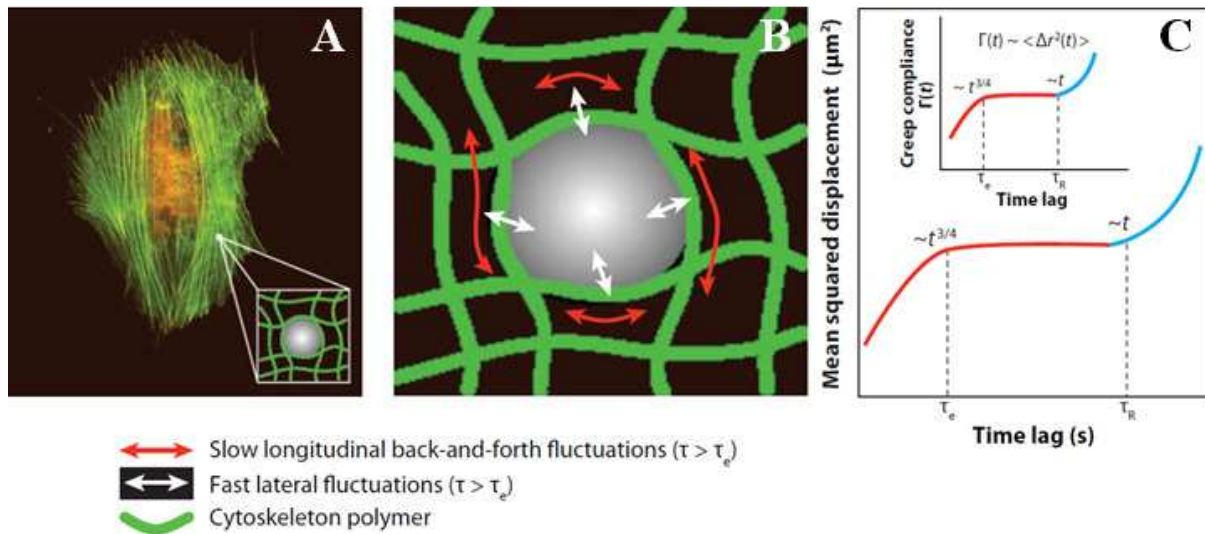 A
B
C
Mean squared displacement (μm²)
~t^3/4
~t
τe
τR
Time lag (s)
Creep compliance
Γ(t)
Γ(t) ~ <Δr²(t)>
~ t^3/4
~t
τe
τR
Time lag
Slow longitudinal back-and-forth fluctuations (τ > τe)
Fast lateral fluctuations (τ > τe)
Cytoskeleton polymer